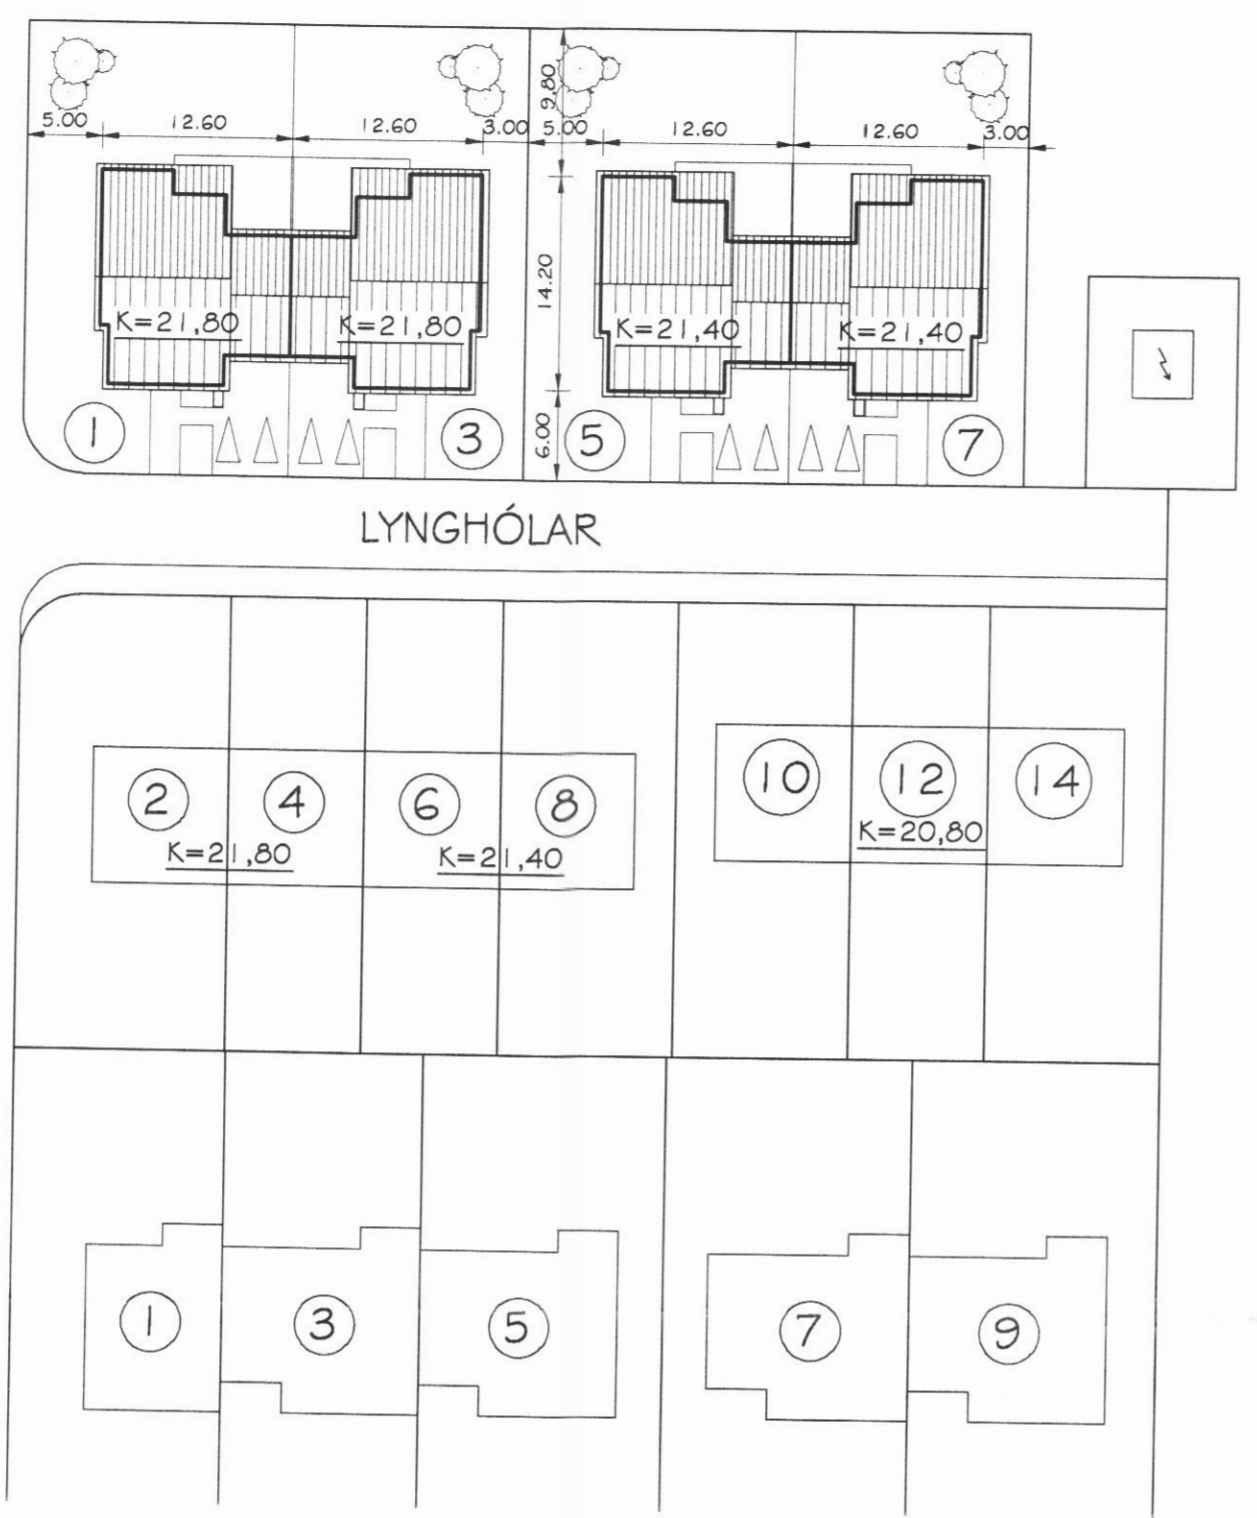 9.80
5.00 12.60 12.60 3.00 5.00 12.60 12.60 3.00
14.20
K=21,80 K=21,80 K=21,40 K=21,40
1 3 5 7
6.00
LYNGHÓLAR
2 4 6 8 10 12 14
K=21,80 K=21,40 K=20,80
1 3 5 7 9